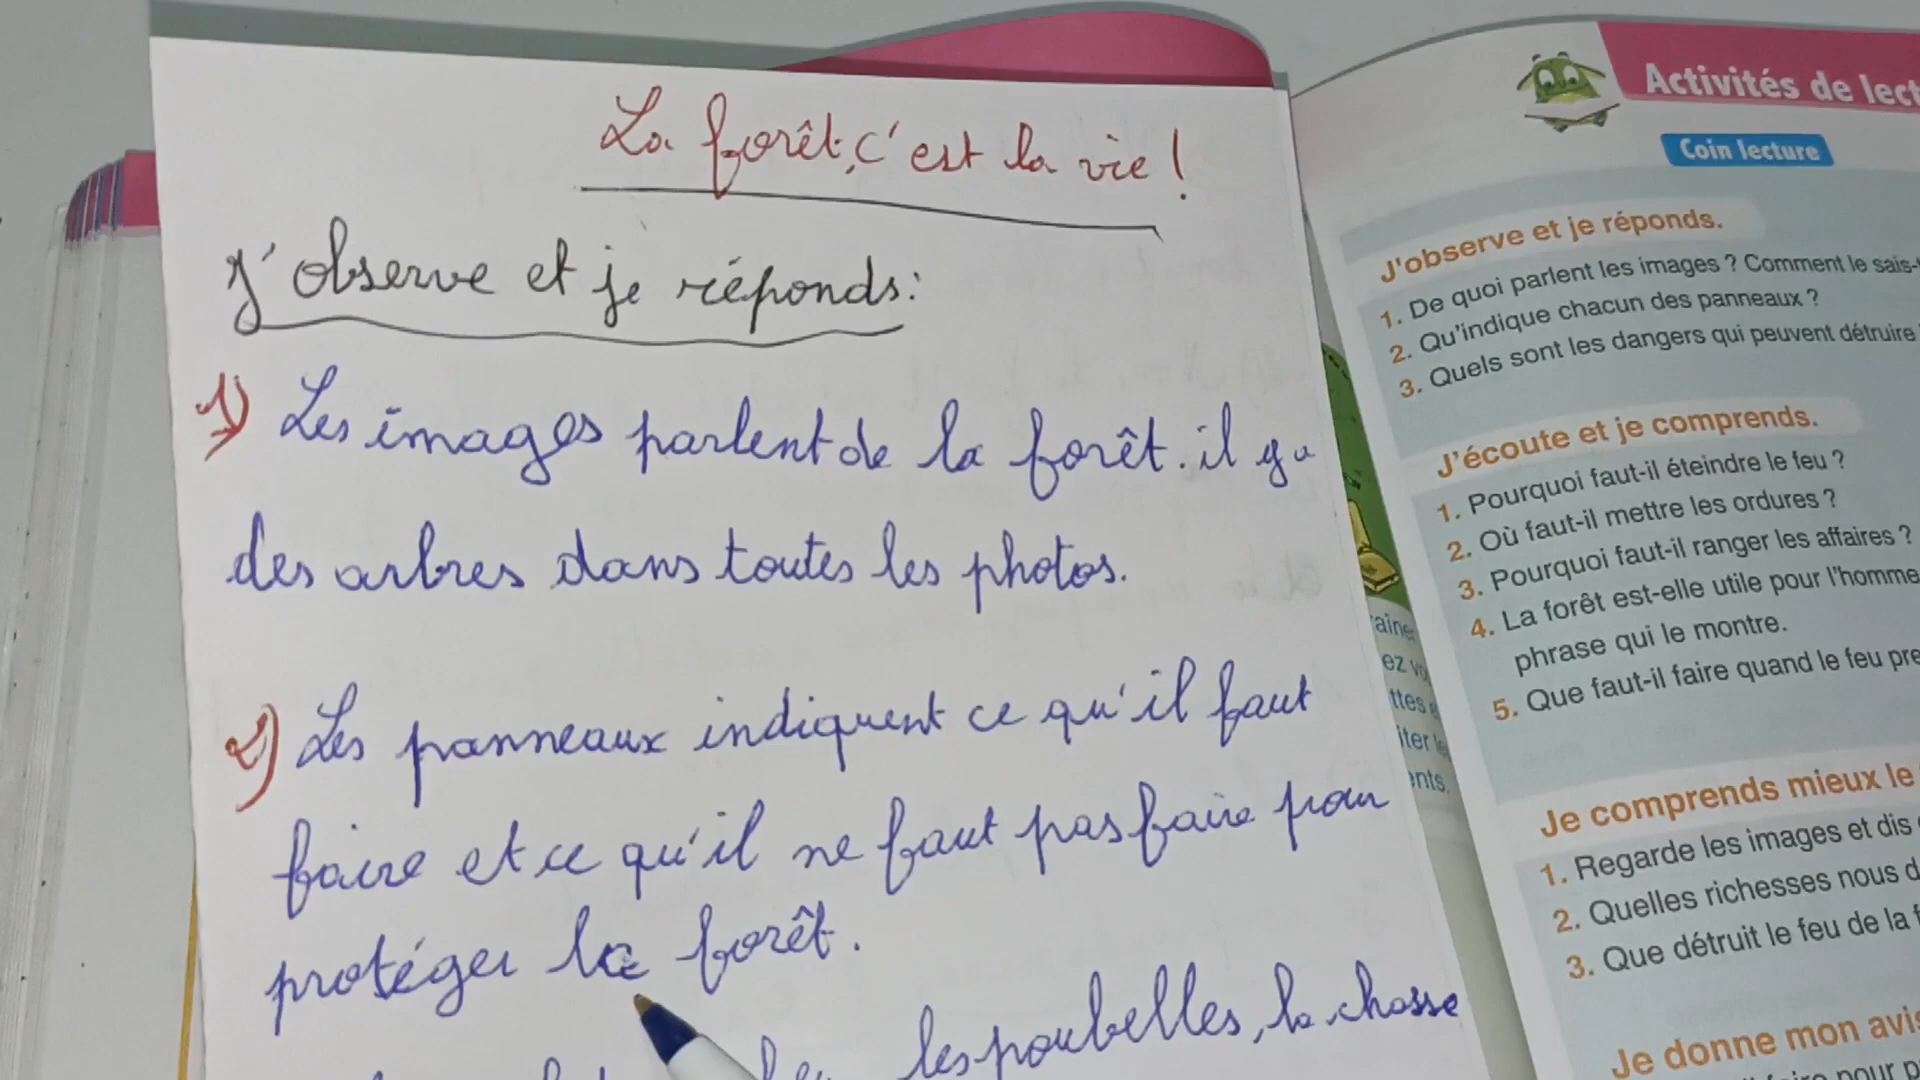 La forêt, c'est la vie !
J'observe et je réponds :
1) Les images parlent de la forêt. il y a
des arbres dans toutes les photos.
2) Les panneaux indiquent ce qu'il faut
faire et ce qu'il ne faut pas faire pour
protéger la forêt.
les poubelles, la chasse
Activités de lect
Coin lecture
J'observe et je réponds.
1. De quoi parlent les images ? Comment le sais-
2. Qu'indique chacun des panneaux ?
3. Quels sont les dangers qui peuvent détruire
J'écoute et je comprends.
1. Pourquoi faut-il éteindre le feu ?
2. Où faut-il mettre les ordures ?
3. Pourquoi faut-il ranger les affaires ?
4. La forêt est-elle utile pour l'homme
phrase qui le montre.
5. Que faut-il faire quand le feu pre
Je comprends mieux le
1. Regarde les images et dis
2. Quelles richesses nous d
3. Que détruit le feu de la f
Je donne mon avis